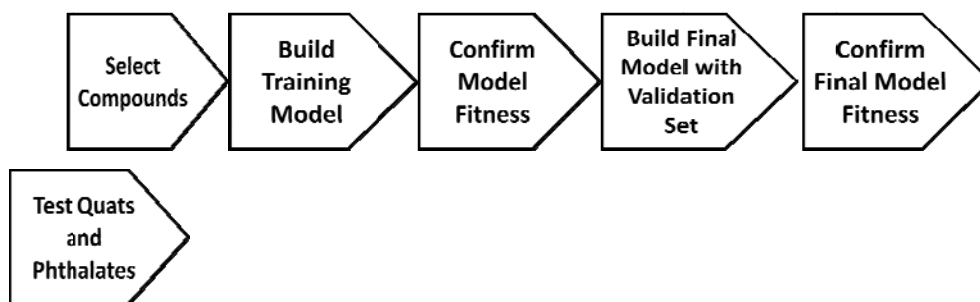 Select
Compounds
Build
Training
Model
Confirm
Model
Fitness
Build Final
Model with
Validation
Set
Confirm
Final Model
Fitness
Test Quats
and
Phthalates